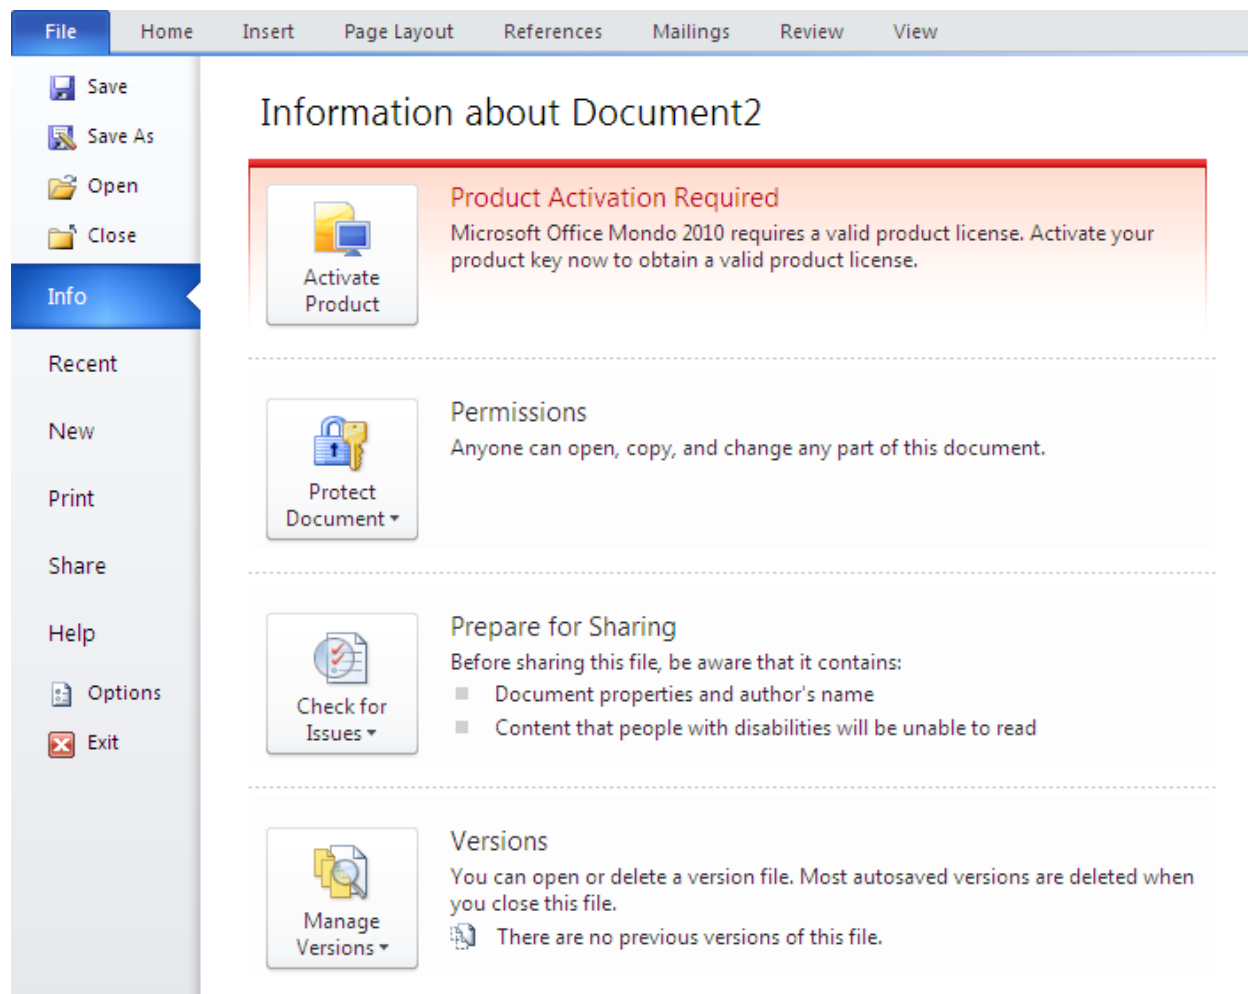 File Home Insert Page Layout References Mailings Review View
Save
Save As
Open
Close
Info
Recent
New
Print
Share
Help
Options
Exit
Information about Document2
Activate
Product
Product Activation Required
Microsoft Office Mondo 2010 requires a valid product license. Activate your
product key now to obtain a valid product license.
Protect
Document
Permissions
Anyone can open, copy, and change any part of this document.
Check for
Issues
Prepare for Sharing
Before sharing this file, be aware that it contains:
Document properties and author's name
Content that people with disabilities will be unable to read
Manage
Versions
Versions
You can open or delete a version file. Most autosaved versions are deleted when
you close this file.
There are no previous versions of this file.